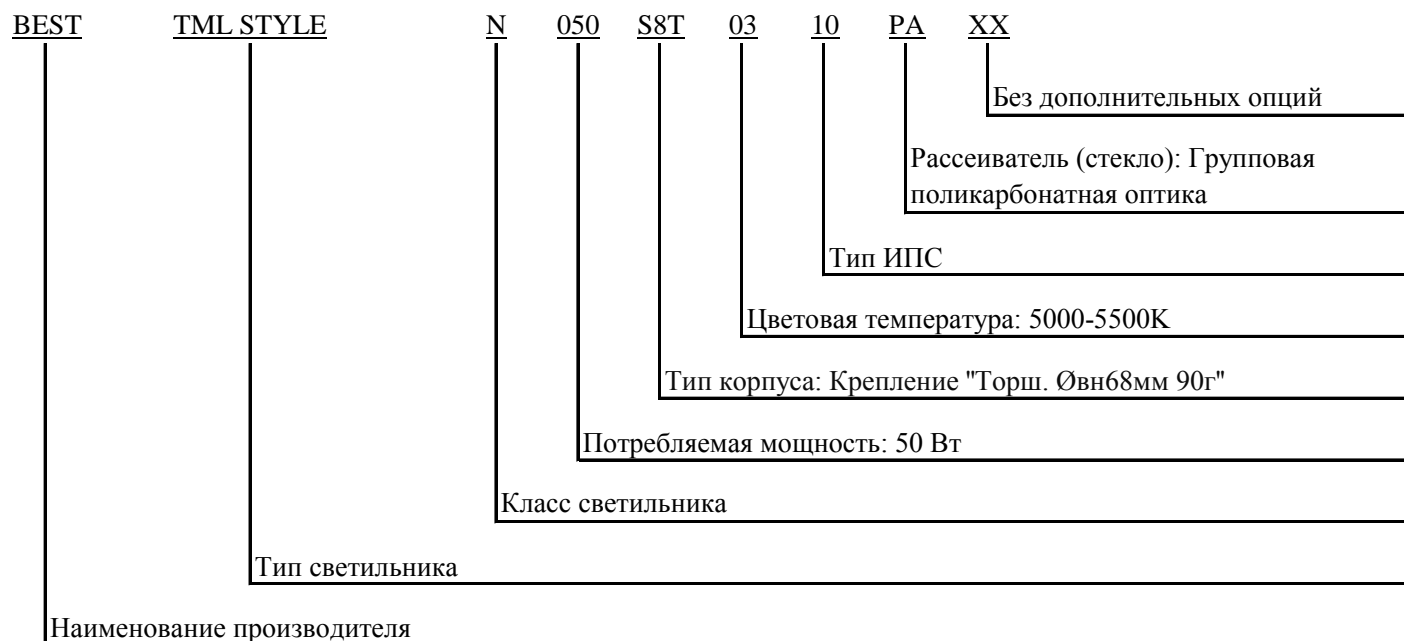 BEST TML STYLE N 050 S8T 03 10 PA XX
Без дополнительных опций
Рассеиватель (стекло): Групповая
поликарбонатная оптика
Тип ИПС
Цветовая температура: 5000-5500K
Тип корпуса: Крепление "Торш. Øвн68мм 90г"
Потребляемая мощность: 50 Вт
Класс светильника
Тип светильника
Наименование производителя